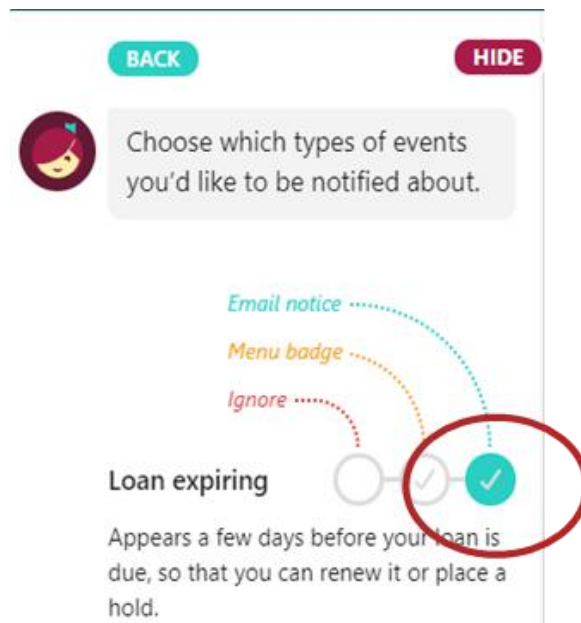 BACK
HIDE
Choose which types of events
you'd like to be notified about.
Email notice
Menu badge
Ignore
Loan expiring
Appears a few days before your loan is
due, so that you can renew it or place a
hold.